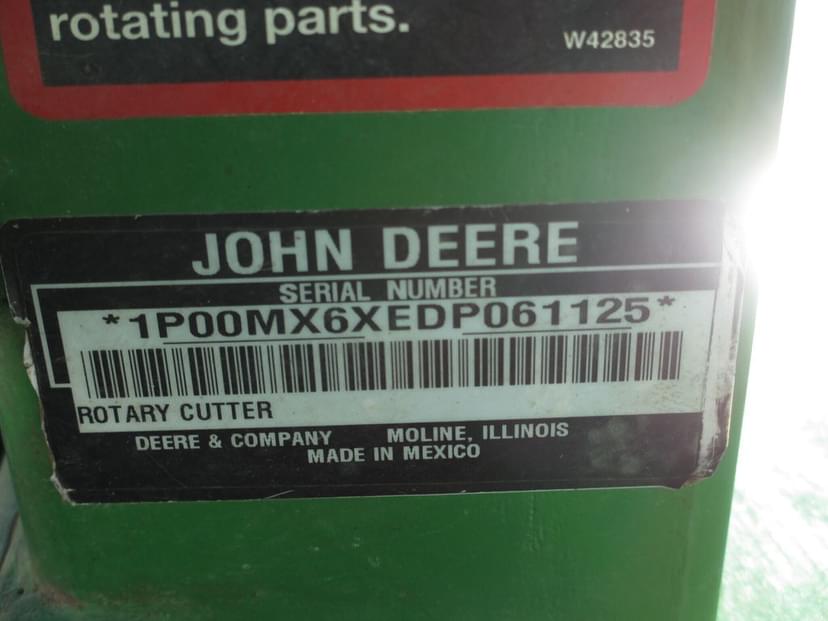 rotating parts.
W42835
JOHN DEERE
SERIAL NUMBER
*1P00MX6XEDP061125*
ROTARY CUTTER
DEERE & COMPANY MOLINE, ILLINOIS
MADE IN MEXICO